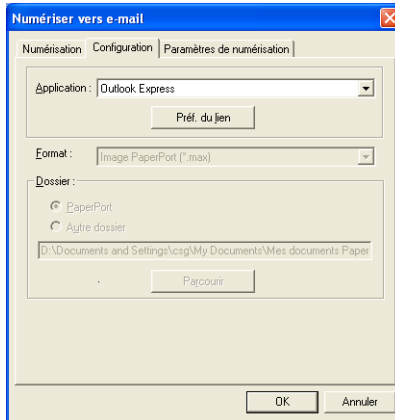 Numériser vers e-mail
Numérisation Configuration Paramètres de numérisation
Application : Outlook Express
Préf. du lien
Format : Image PaperPort (*.max)
Dossier :
PaperPort
Autre dossier
D:\Documents and Settings\csg\My Documents\Mes documents Paper
Parcourir
OK Annuler